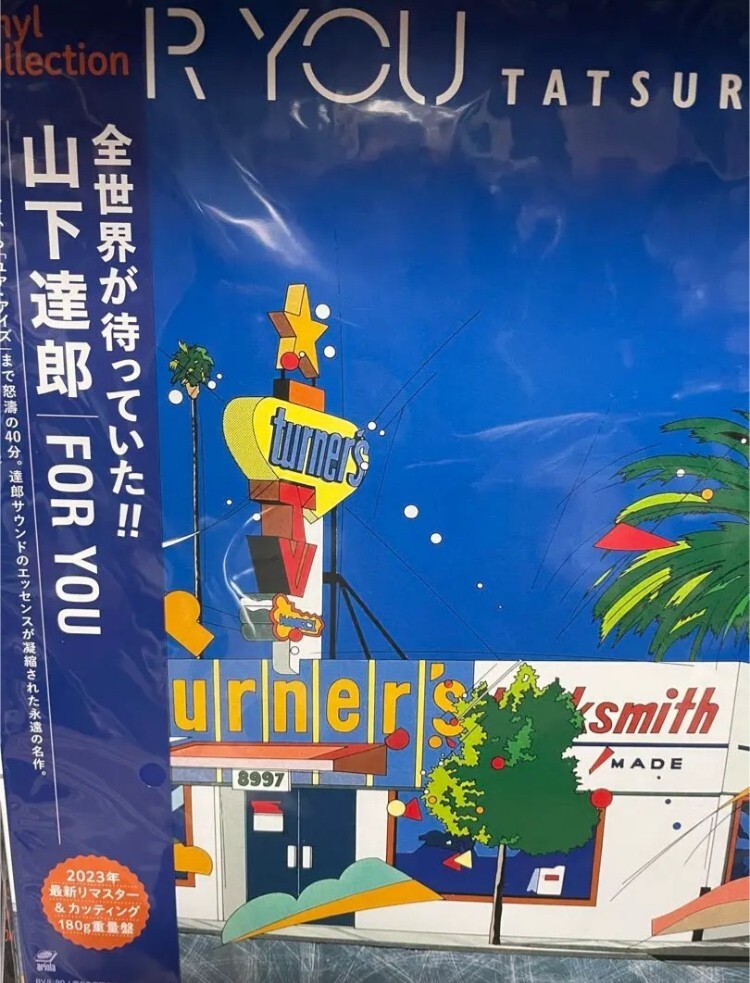 nyl
llection
R YOU TATSUR
全世界が待っていた!!
山下達郎 | FOR YOU
まで怒濤の40分。達郎サウンドのエッセンスが凝縮された永遠の名作。
2023年
最新リマスター
&カッティング
180g重量盤
ariola
turner's
TV
urner's
ksmith
MADE
8997